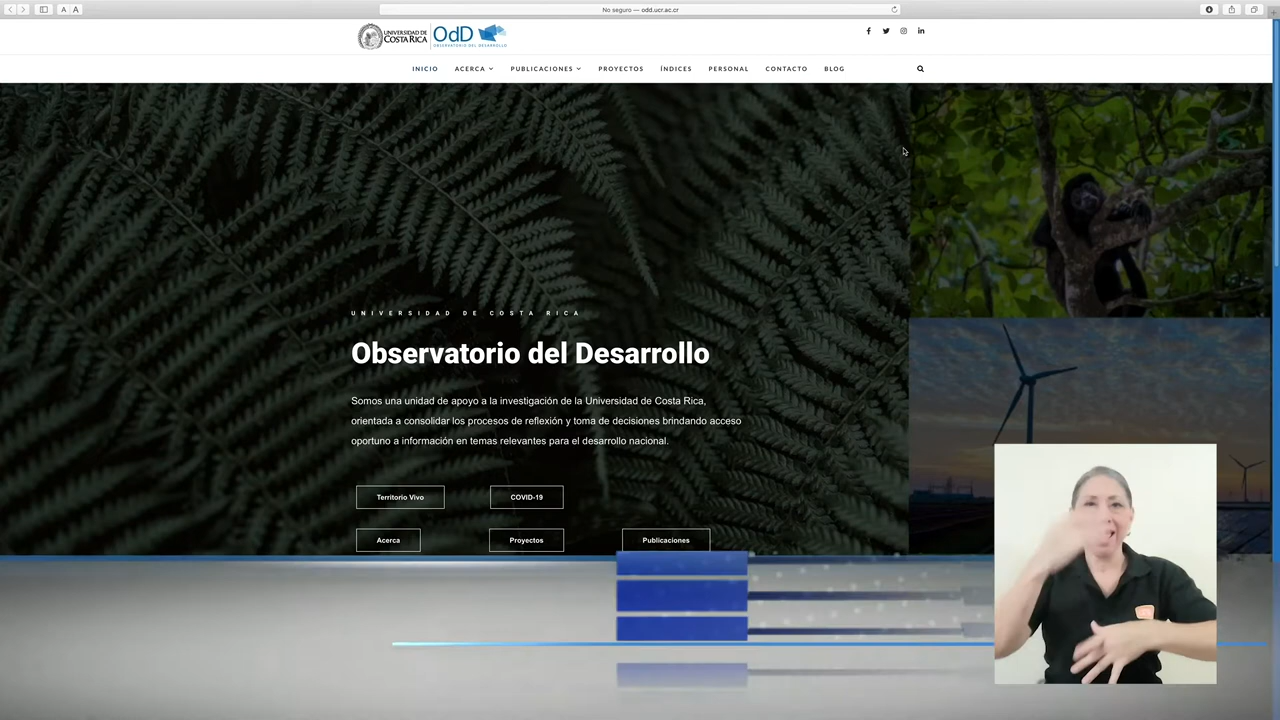 A A
No seguro — odd.ucr.ac.cr
UNIVERSIDAD DE
COSTA RICA
OdD
OBSERVATORIO DEL DESARROLLO
INICIO ACERCA PUBLICACIONES PROYECTOS ÍNDICES PERSONAL CONTACTO BLOG
UNIVERSIDAD DE COSTA RICA
Observatorio del Desarrollo
Somos una unidad de apoyo a la investigación de la Universidad de Costa Rica,
orientada a consolidar los procesos de reflexión y toma de decisiones brindando acceso
oportuno a información en temas relevantes para el desarrollo nacional.
Territorio Vivo COVID-19
Acerca Proyectos Publicaciones